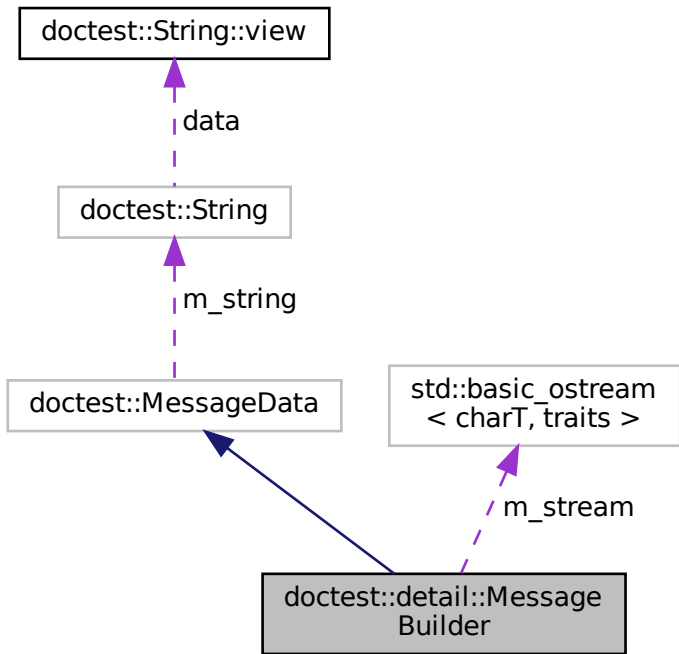 doctest::String::view
data
doctest::String
m_string
doctest::MessageData
std::basic_ostream
< charT, traits >
m_stream
doctest::detail::Message
Builder